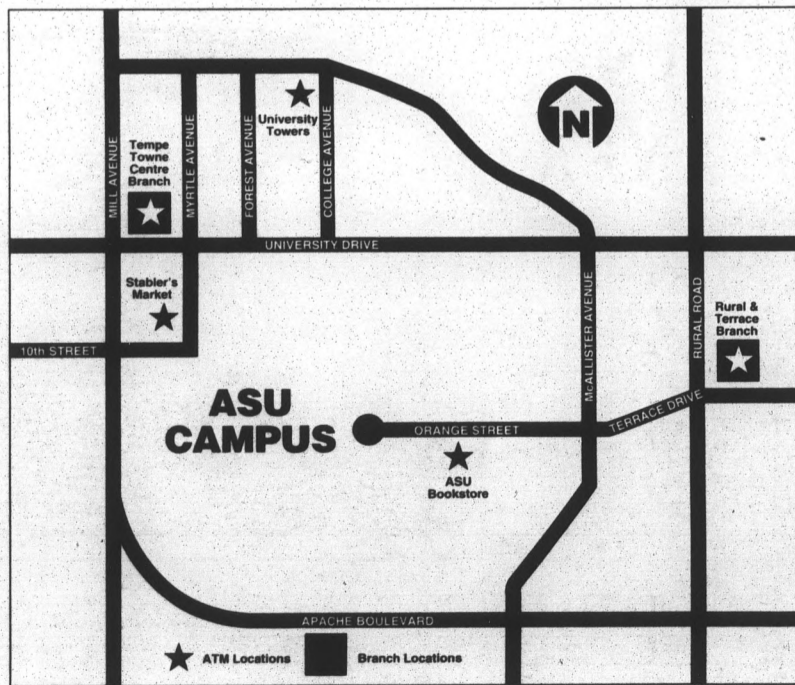 N
University
Towers
Tempe
Towne
Centre
Branch
MILL AVENUE
MYRTLE AVENUE
FOREST AVENUE
COLLEGE AVENUE
UNIVERSITY DRIVE
Stabler's
Market
10th STREET
McALLISTER AVENUE
RURAL ROAD
Rural &
Terrace
Branch
ASU
CAMPUS
ORANGE STREET
TERRACE DRIVE
ASU
Bookstore
APACHE BOULEVARD
ATM Locations
Branch Locations